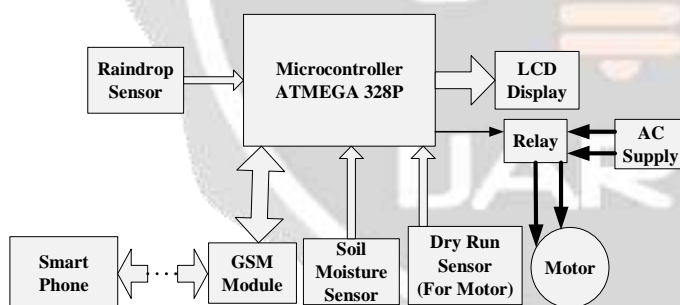 Raindrop
Sensor
Microcontroller
ATMEGA 328P
LCD
Display
Relay
AC
Supply
Smart
Phone
GSM
Module
Soil
Moisture
Sensor
Dry Run
Sensor
(For Motor)
Motor